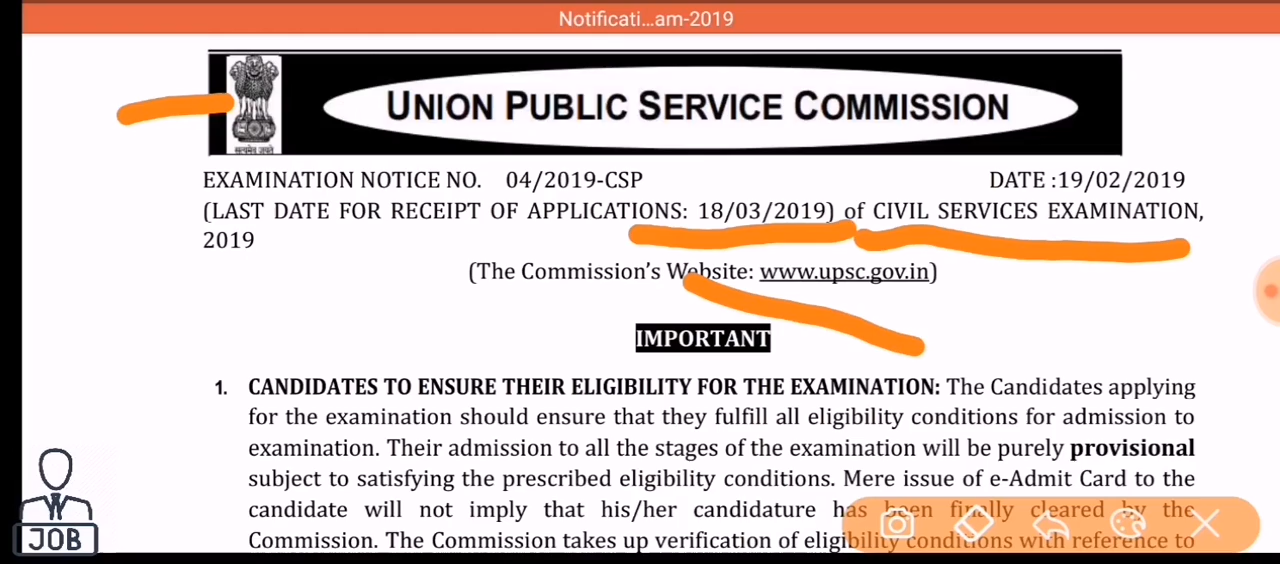 Notificati...am-2019
UNION PUBLIC SERVICE COMMISSION
सत्यमेव जयते
EXAMINATION NOTICE NO. 04/2019-CSP DATE :19/02/2019
(LAST DATE FOR RECEIPT OF APPLICATIONS: 18/03/2019) of CIVIL SERVICES EXAMINATION,
2019
(The Commission's Website: www.upsc.gov.in)
IMPORTANT
1. CANDIDATES TO ENSURE THEIR ELIGIBILITY FOR THE EXAMINATION: The Candidates applying
for the examination should ensure that they fulfill all eligibility conditions for admission to
examination. Their admission to all the stages of the examination will be purely provisional
subject to satisfying the prescribed eligibility conditions. Mere issue of e-Admit Card to the
candidate will not imply that his/her candidature has been finally cleared by the
Commission. The Commission takes up verification of eligibility conditions with reference to
JOB